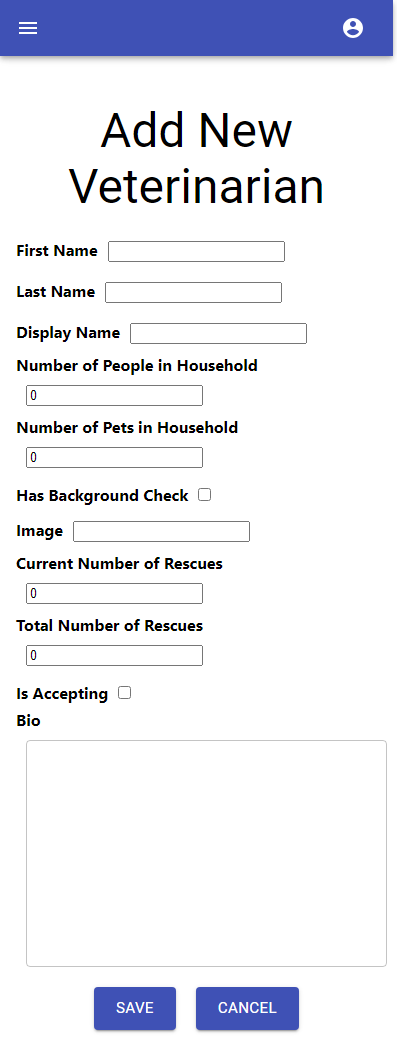 Add New
Veterinarian
First Name
Last Name
Display Name
Number of People in Household
0
Number of Pets in Household
0
Has Background Check
Image
Current Number of Rescues
0
Total Number of Rescues
0
Is Accepting
Bio
SAVE CANCEL